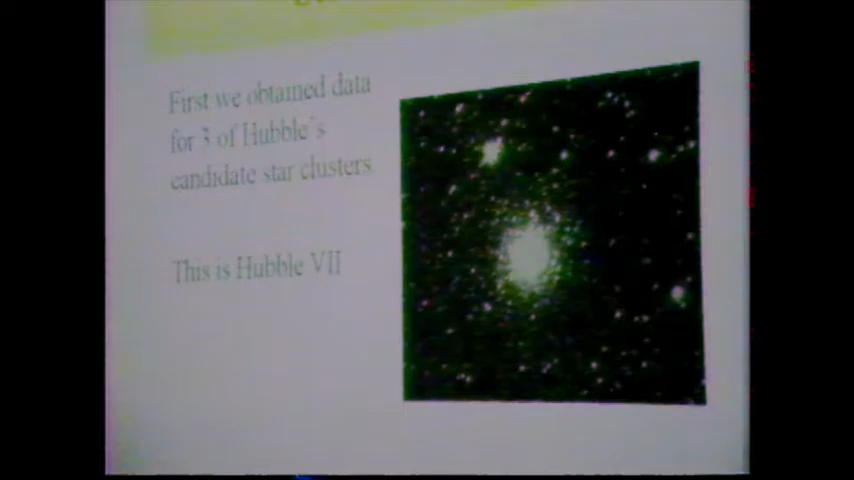 First we obtained data
for 3 of Hubble's
candidate star clusters
This is Hubble VII